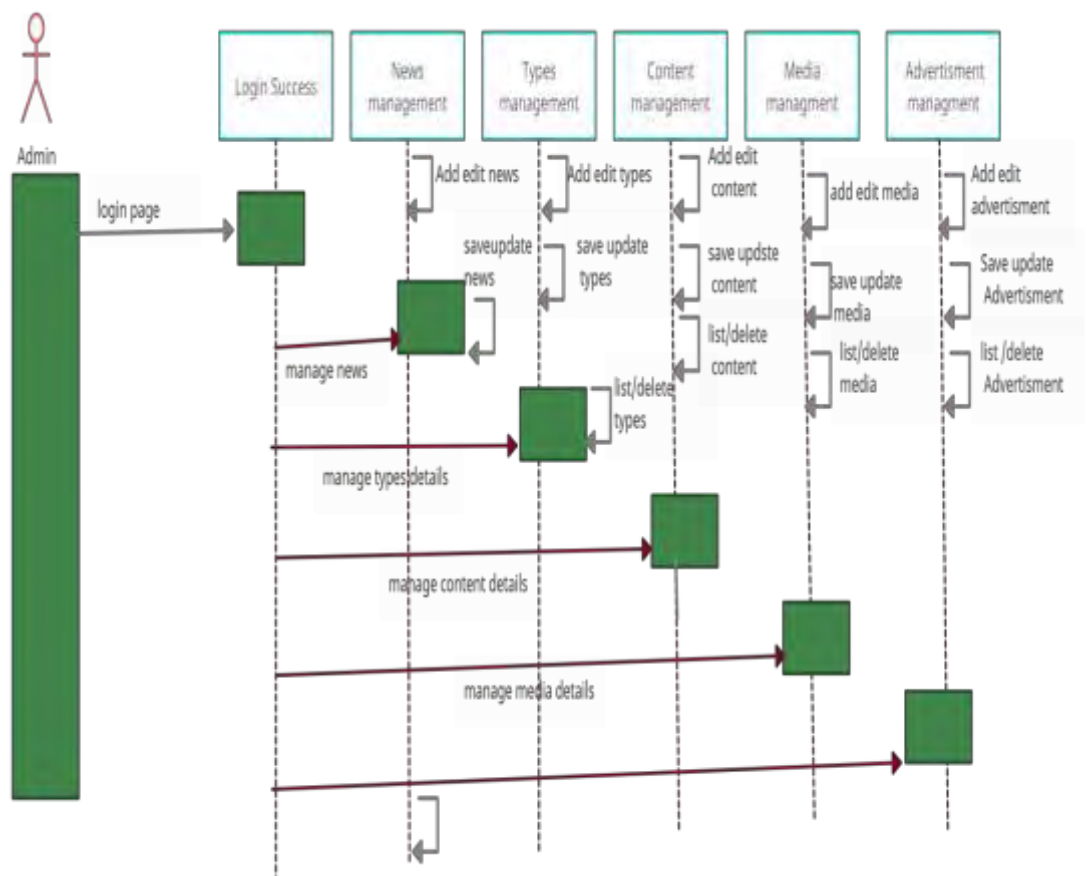 Login Success
News
management
Types
management
Content
management
Media
managment
Advertisment
managment
Admin
login page
Add edit news
Add edit types
Add edit
content
add edit media
Add edit
advertisment
saveupdate
news
save update
types
save updste
content
save update
media
Save update
Advertisment
list/delete
content
list/delete
media
list /delete
Advertisment
manage news
list/delete
types
manage types details
manage content details
manage media details